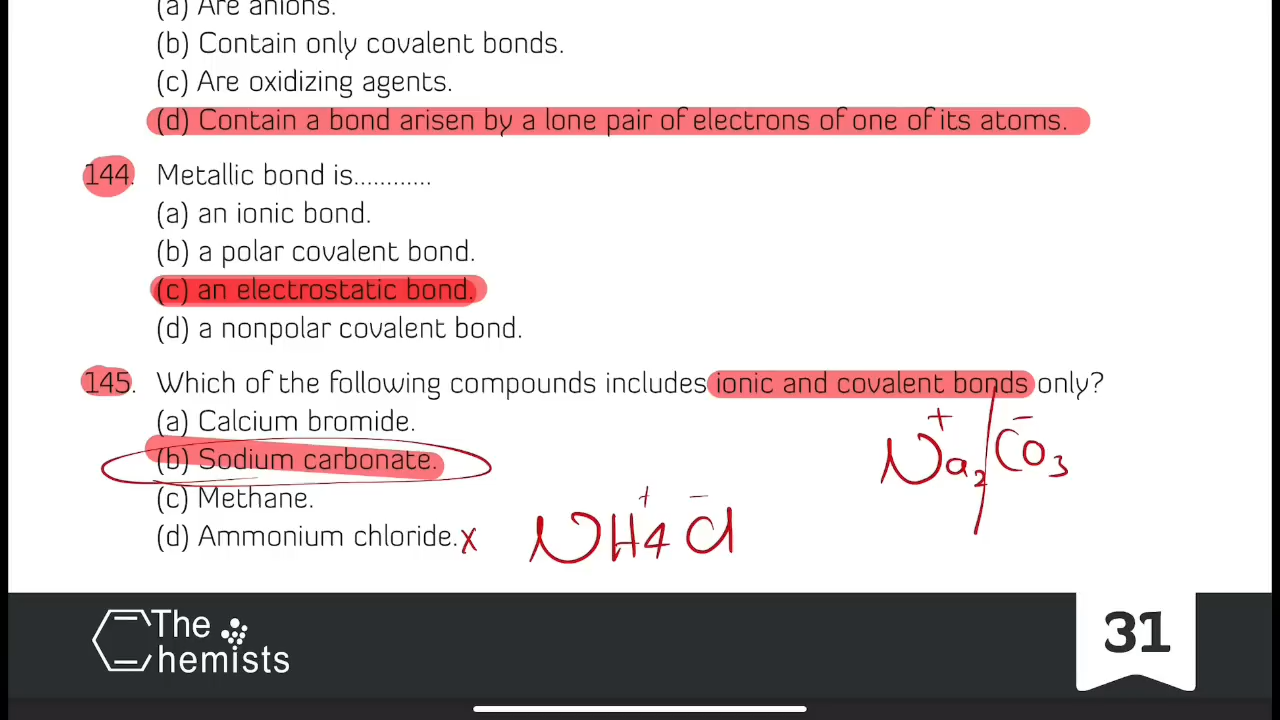 (a) Are anions.
(b) Contain only covalent bonds.
(c) Are oxidizing agents.
(d) Contain a bond arisen by a lone pair of electrons of one of its atoms.
144. Metallic bond is............
(a) an ionic bond.
(b) a polar covalent bond.
(c) an electrostatic bond.
(d) a nonpolar covalent bond.
145. Which of the following compounds includes ionic and covalent bonds only?
(a) Calcium bromide.
(b) Sodium carbonate.
(c) Methane.
(d) Ammonium chloride. x
+ -
NH4 Cl
+ -
Na2/CO3
The
Chemists
31